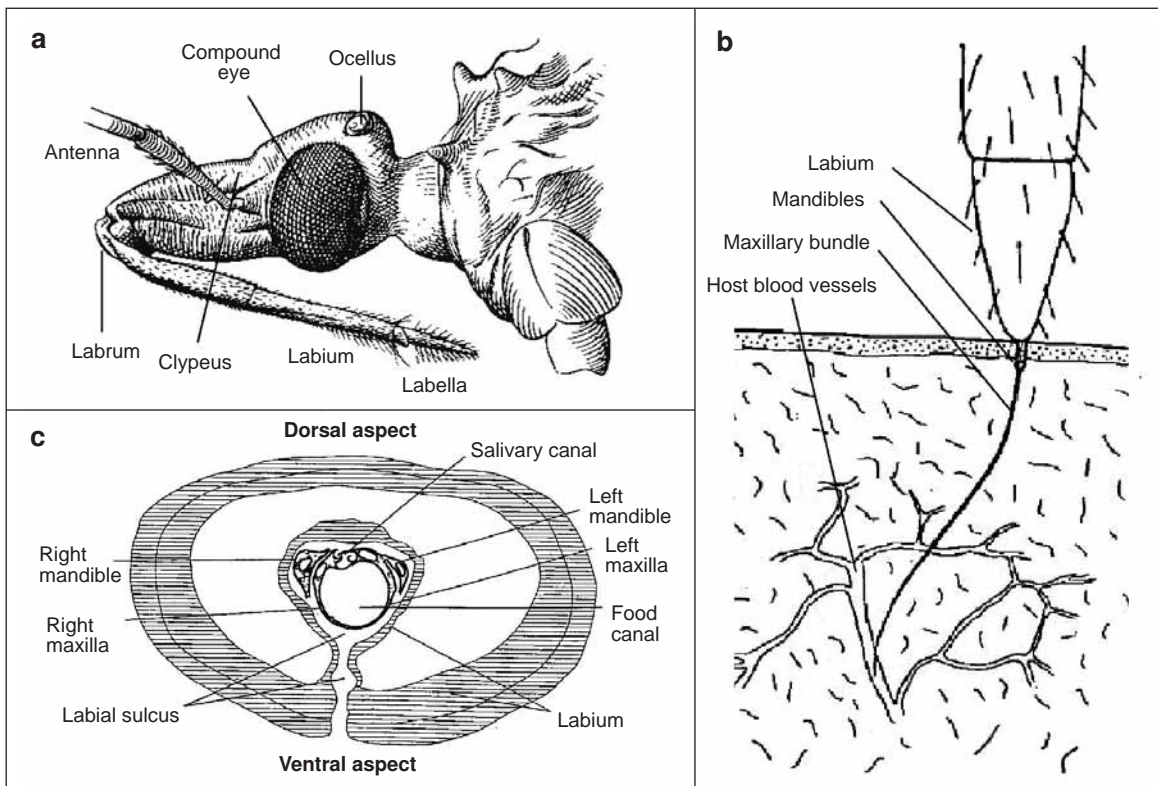 a
Compound
eye
Ocellus
Antenna
Labrum
Clypeus
Labium
Labella
b
Labium
Mandibles
Maxillary bundle
Host blood vessels
c
Dorsal aspect
Salivary canal
Left
mandible
Right
mandible
Left
maxilla
Right
maxilla
Food
canal
Labial sulcus
Labium
Ventral aspect